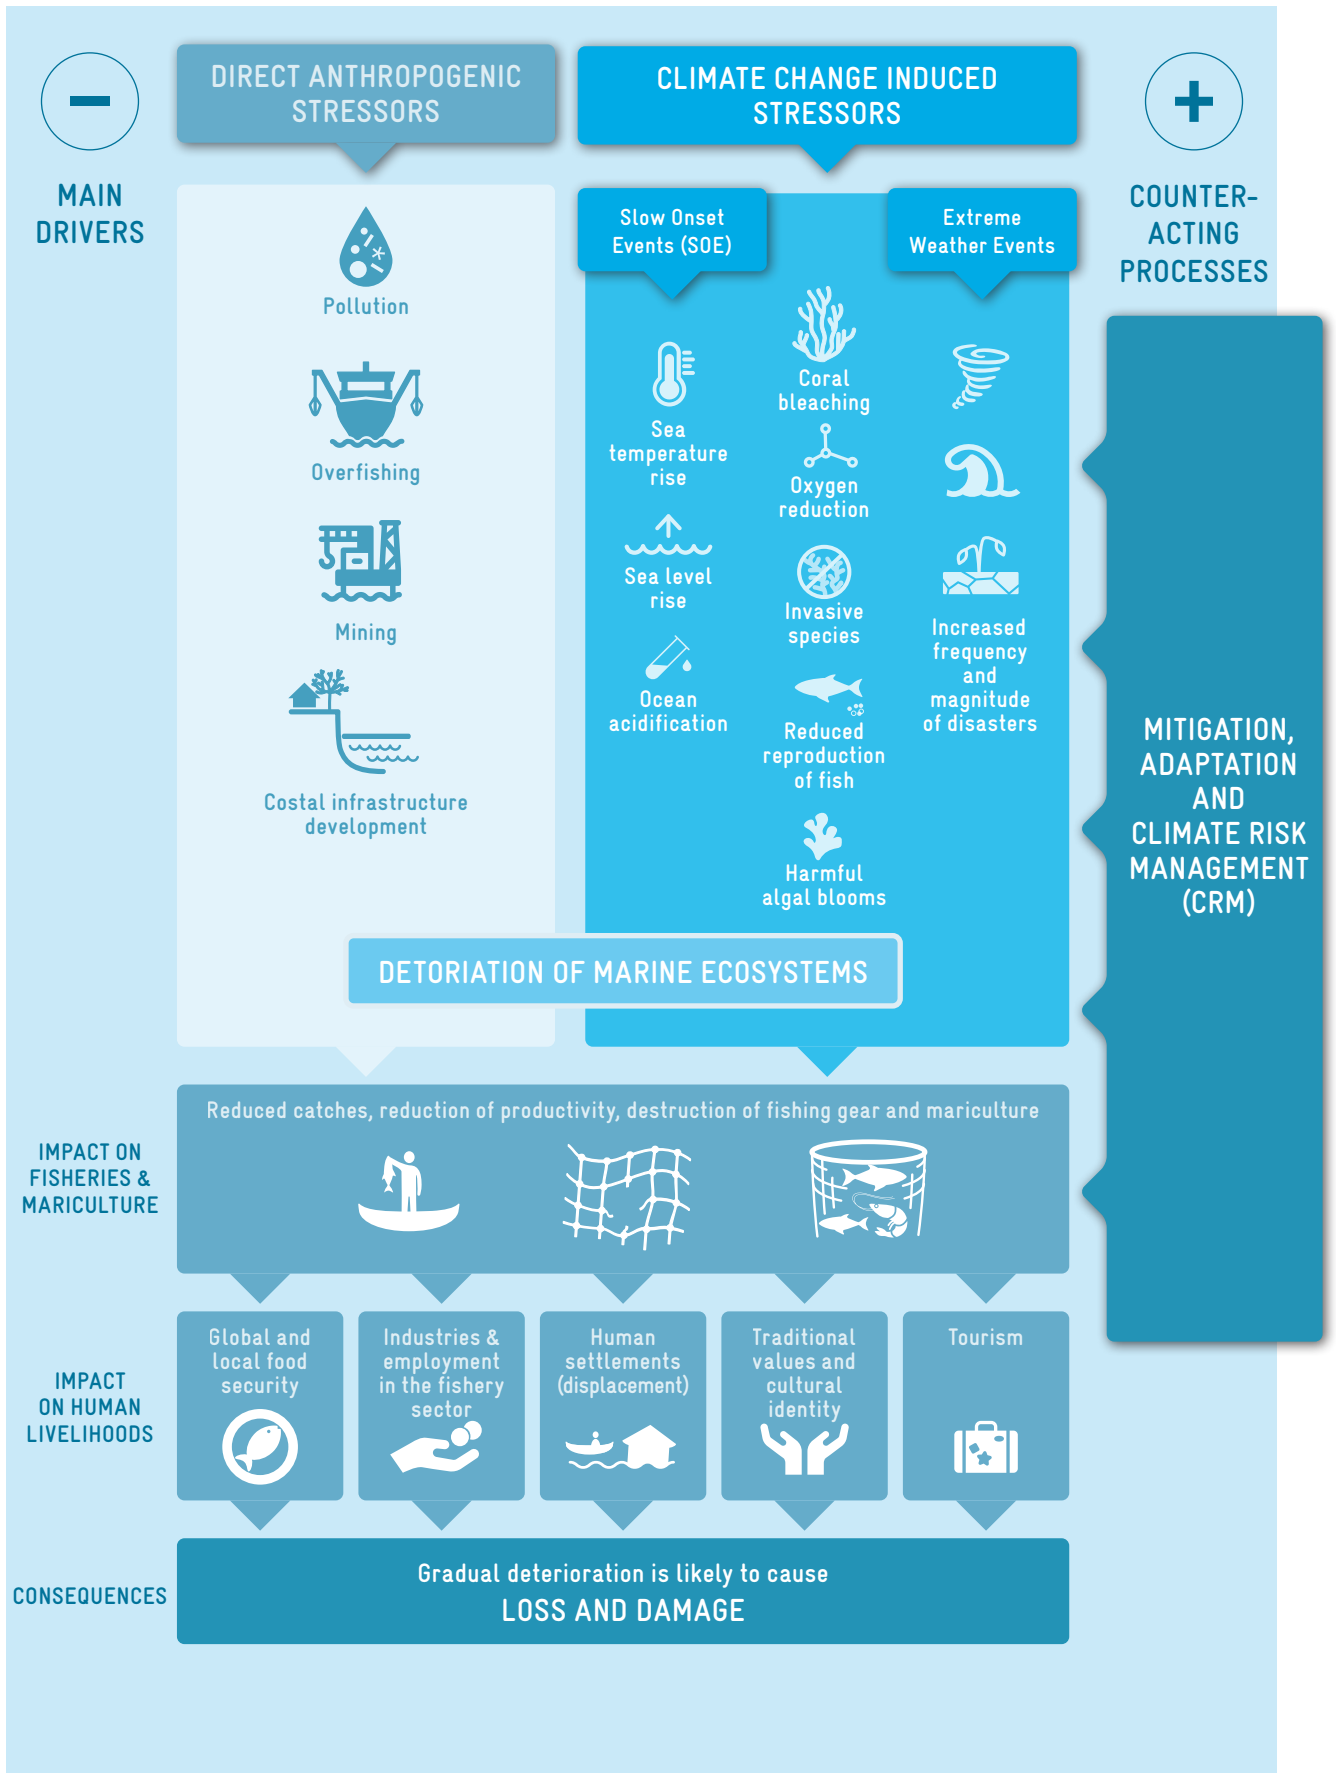 DIRECT ANTHROPOGENIC
STRESSORS
CLIMATE CHANGE INDUCED
STRESSORS
MAIN
DRIVERS
COUNTER-
ACTING
PROCESSES
Pollution
Overfishing
Mining
Costal infrastructure
development
Slow Onset
Events (SOE)
Extreme
Weather Events
Sea
temperature
rise
Sea level
rise
Ocean
acidification
Coral
bleaching
Oxygen
reduction
Invasive
species
Reduced
reproduction
of fish
Harmful
algal blooms
Increased
frequency
and
magnitude
of disasters
MITIGATION,
ADAPTATION
AND
CLIMATE RISK
MANAGEMENT
(CRM)
DETORIATION OF MARINE ECOSYSTEMS
IMPACT ON
FISHERIES &
MARICULTURE
Reduced catches, reduction of productivity, destruction of fishing gear and mariculture
IMPACT
ON HUMAN
LIVELIHOODS
Global and
local food
security
Industries &
employment
in the fishery
sector
Human
settlements
(displacement)
Traditional
values and
cultural
identity
Tourism
CONSEQUENCES
Gradual deterioration is likely to cause
LOSS AND DAMAGE